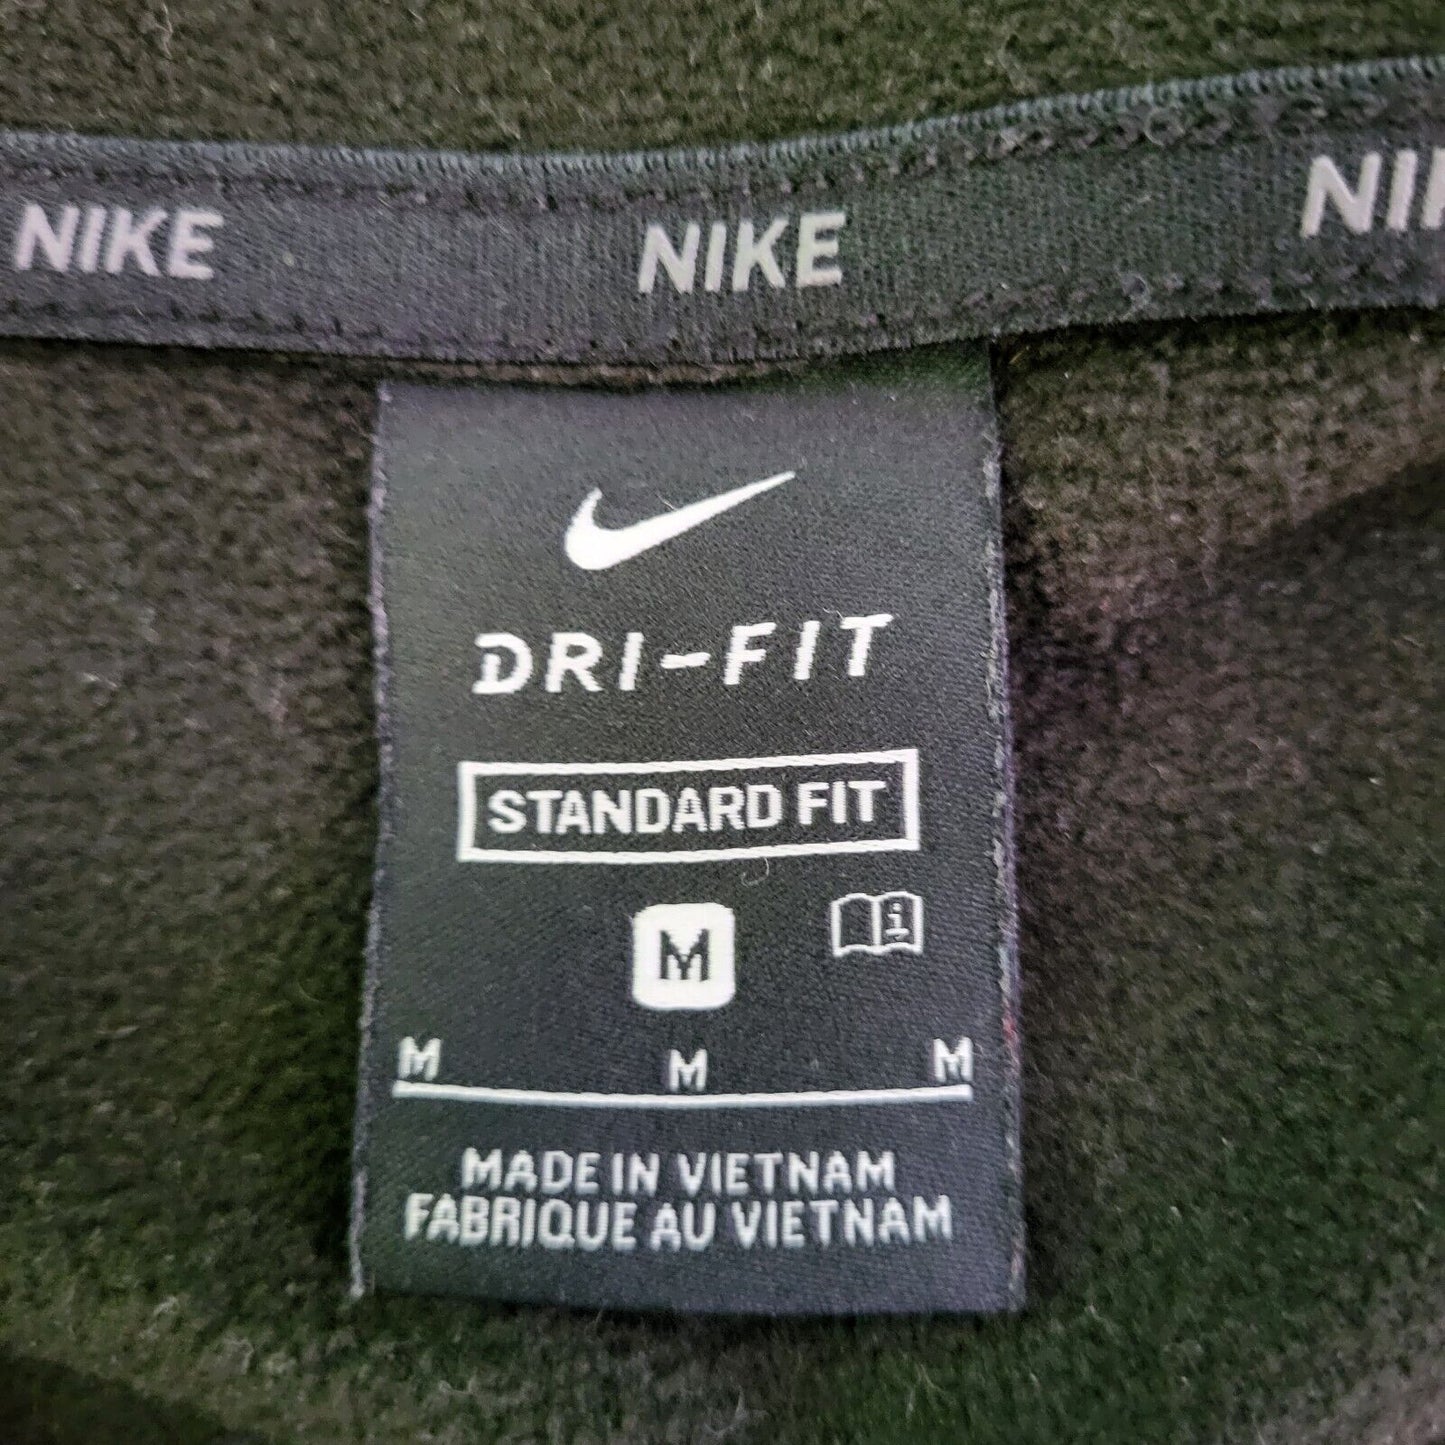 NIKE NIKE NI
DRI-FIT
STANDARD FIT
M i
M M M
MADE IN VIETNAM
FABRIQUE AU VIETNAM